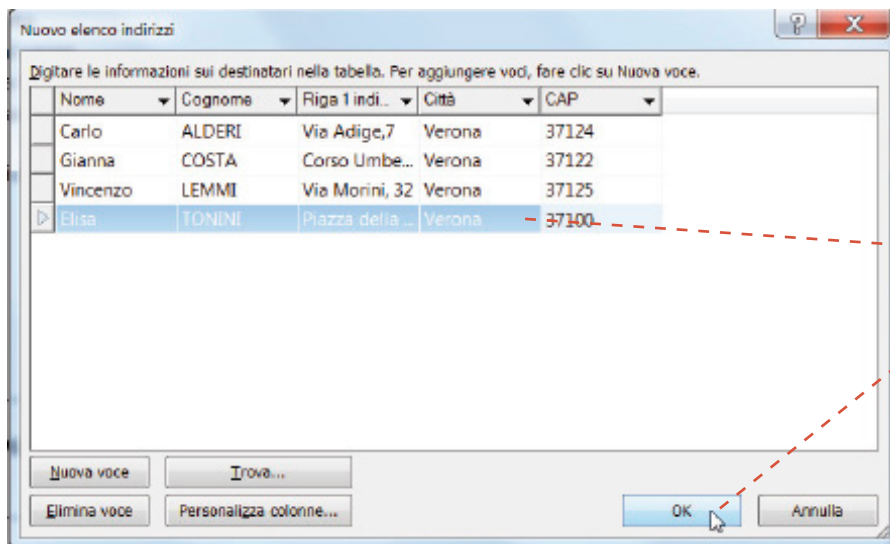 Nuovo elenco indirizzi
Digitare le informazioni sui destinatari nella tabella. Per aggiungere voci, fare clic su Nuova voce.
Nome Cognome Riga 1 indi... Città CAP
Carlo ALDERI Via Adige,7 Verona 37124
Gianna COSTA Corso Umbe... Verona 37122
Vincenzo LEMMI Via Morini, 32 Verona 37125
Elisa TONINI Piazza della ... Verona 37100
Nuova voce Trova...
Elimina voce Personalizza colonne... OK Annulla